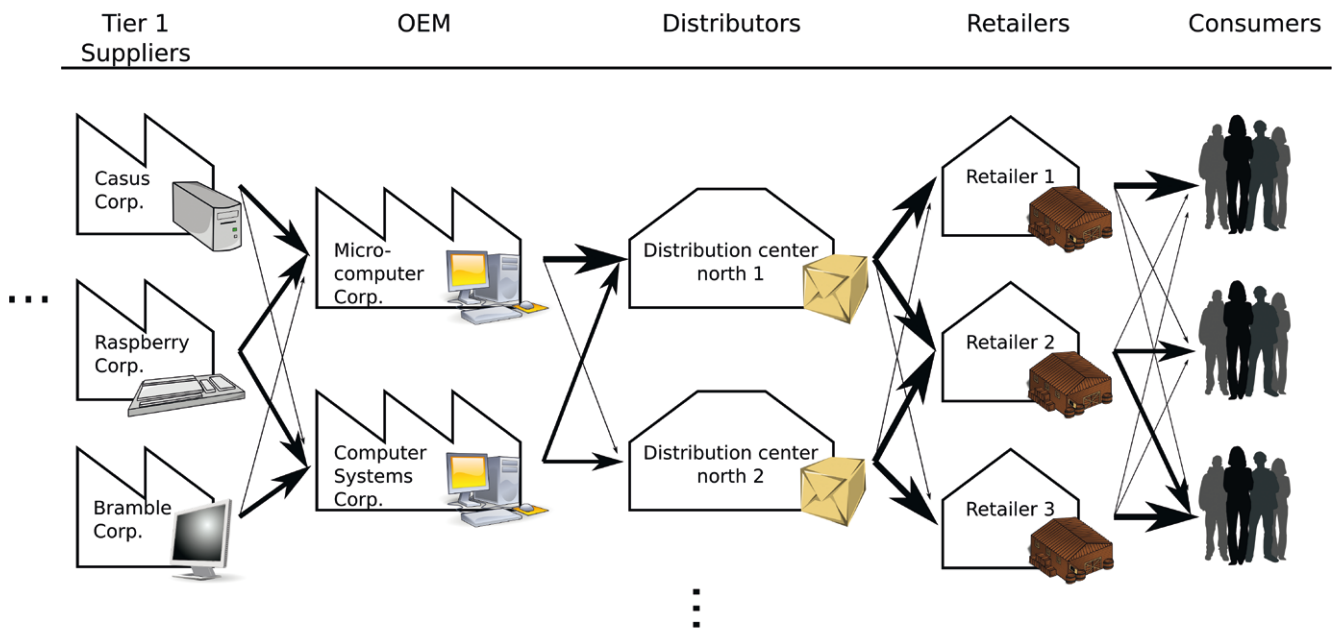 Tier 1
Suppliers
OEM
Distributors
Retailers
Consumers
Casus
Corp.
Raspberry
Corp.
Bramble
Corp.
Micro-
computer
Corp.
Computer
Systems
Corp.
Distribution center
north 1
Distribution center
north 2
Retailer 1
Retailer 2
Retailer 3
...
...